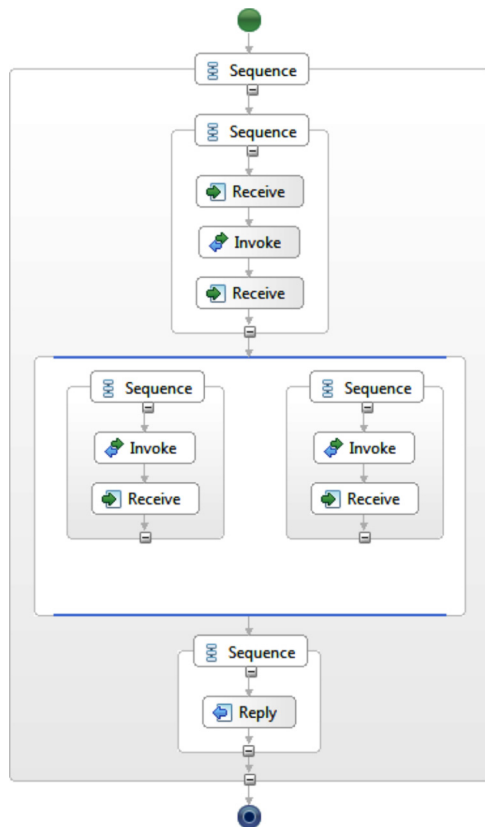 Sequence
Sequence
Receive
Invoke
Receive
Sequence
Sequence
Invoke
Invoke
Receive
Receive
Sequence
Reply